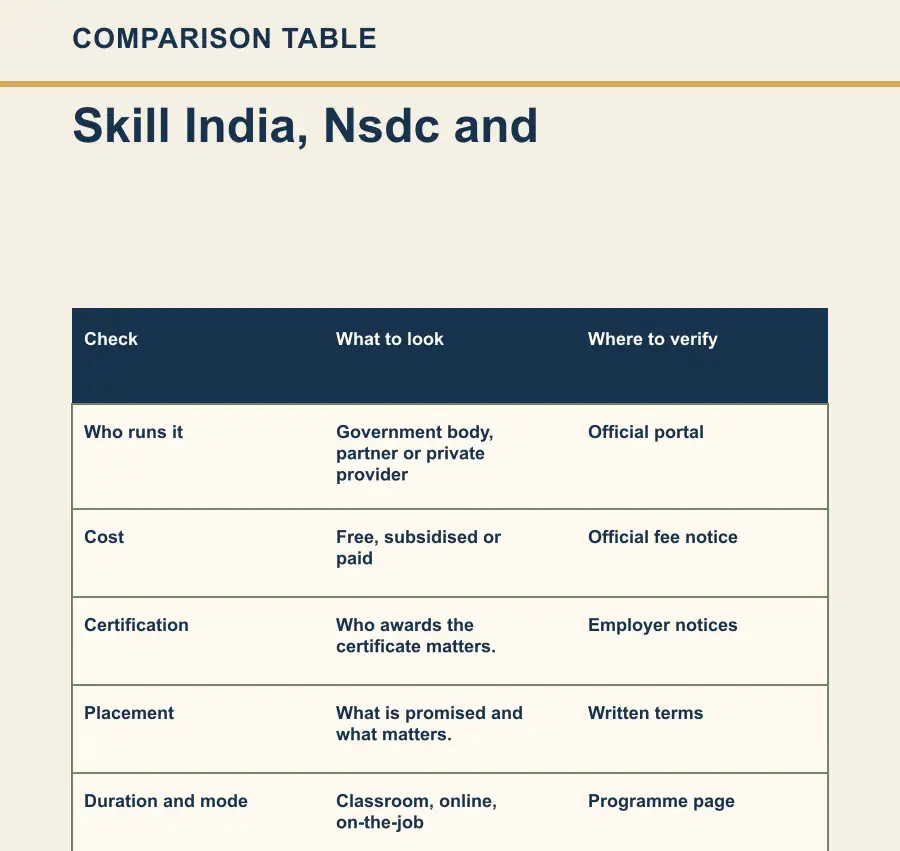 COMPARISON TABLE
Skill India, Nsdc and
Check
What to look
Where to verify
Who runs it
Government body,
partner or private
provider
Official portal
Cost
Free, subsidised or
paid
Official fee notice
Certification
Who awards the
certificate matters.
Employer notices
Placement
What is promised and
what matters.
Written terms
Duration and mode
Classroom, online,
on-the-job
Programme page